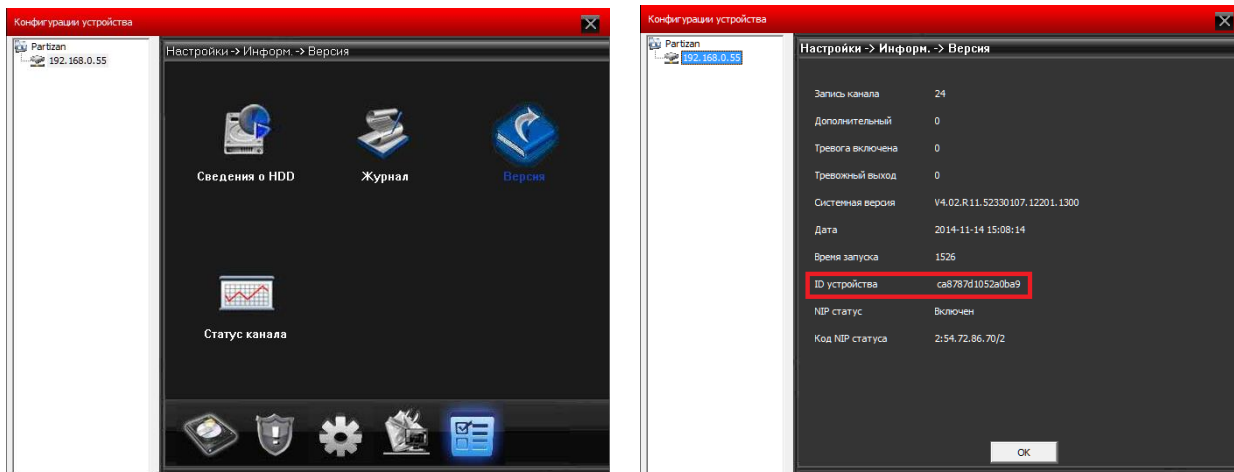 Конфигурации устройства
Partizan
192.168.0.55
Настройки -> Информ. -> Версия
Сведения о HDD
Журнал
Версия
Статус канала
Конфигурации устройства
Partizan
192.168.0.55
Настройки -> Информ. -> Версия
Запись канала 24
Дополнительный 0
Тревога включена 0
Тревожный выход 0
Системная версия V4.02.R11.52330107.12201.1300
Дата 2014-11-14 15:08:14
Время запуска 1526
ID устройства ca8787d1052a0ba9
NIP статус Включен
Код NIP статуса 2:54.72.86.70/2
OK